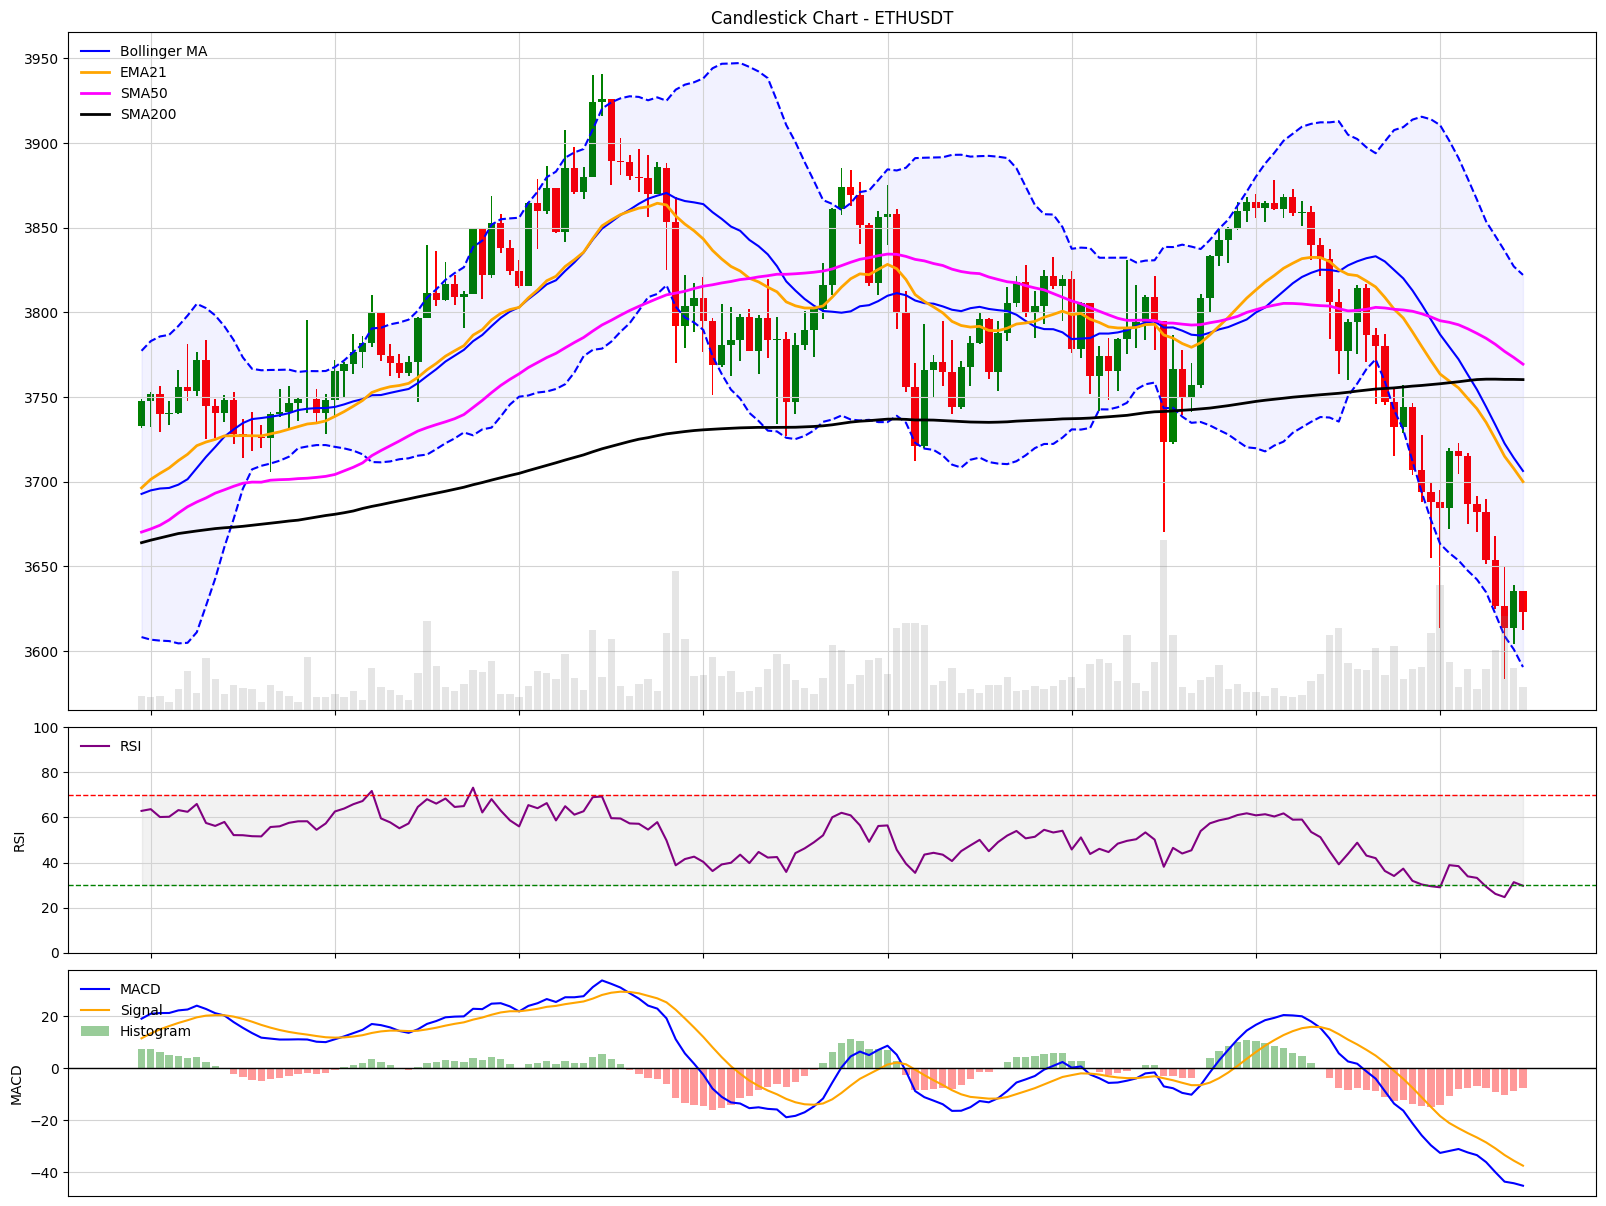 Candlestick Chart - ETHUSDT
Bollinger MA
EMA21
SMA50
SMA200
3950
3900
3850
3800
3750
3700
3650
3600
RSI
RSI
100
80
60
40
20
0
MACD
Signal
Histogram
MACD
20
0
−20
−40